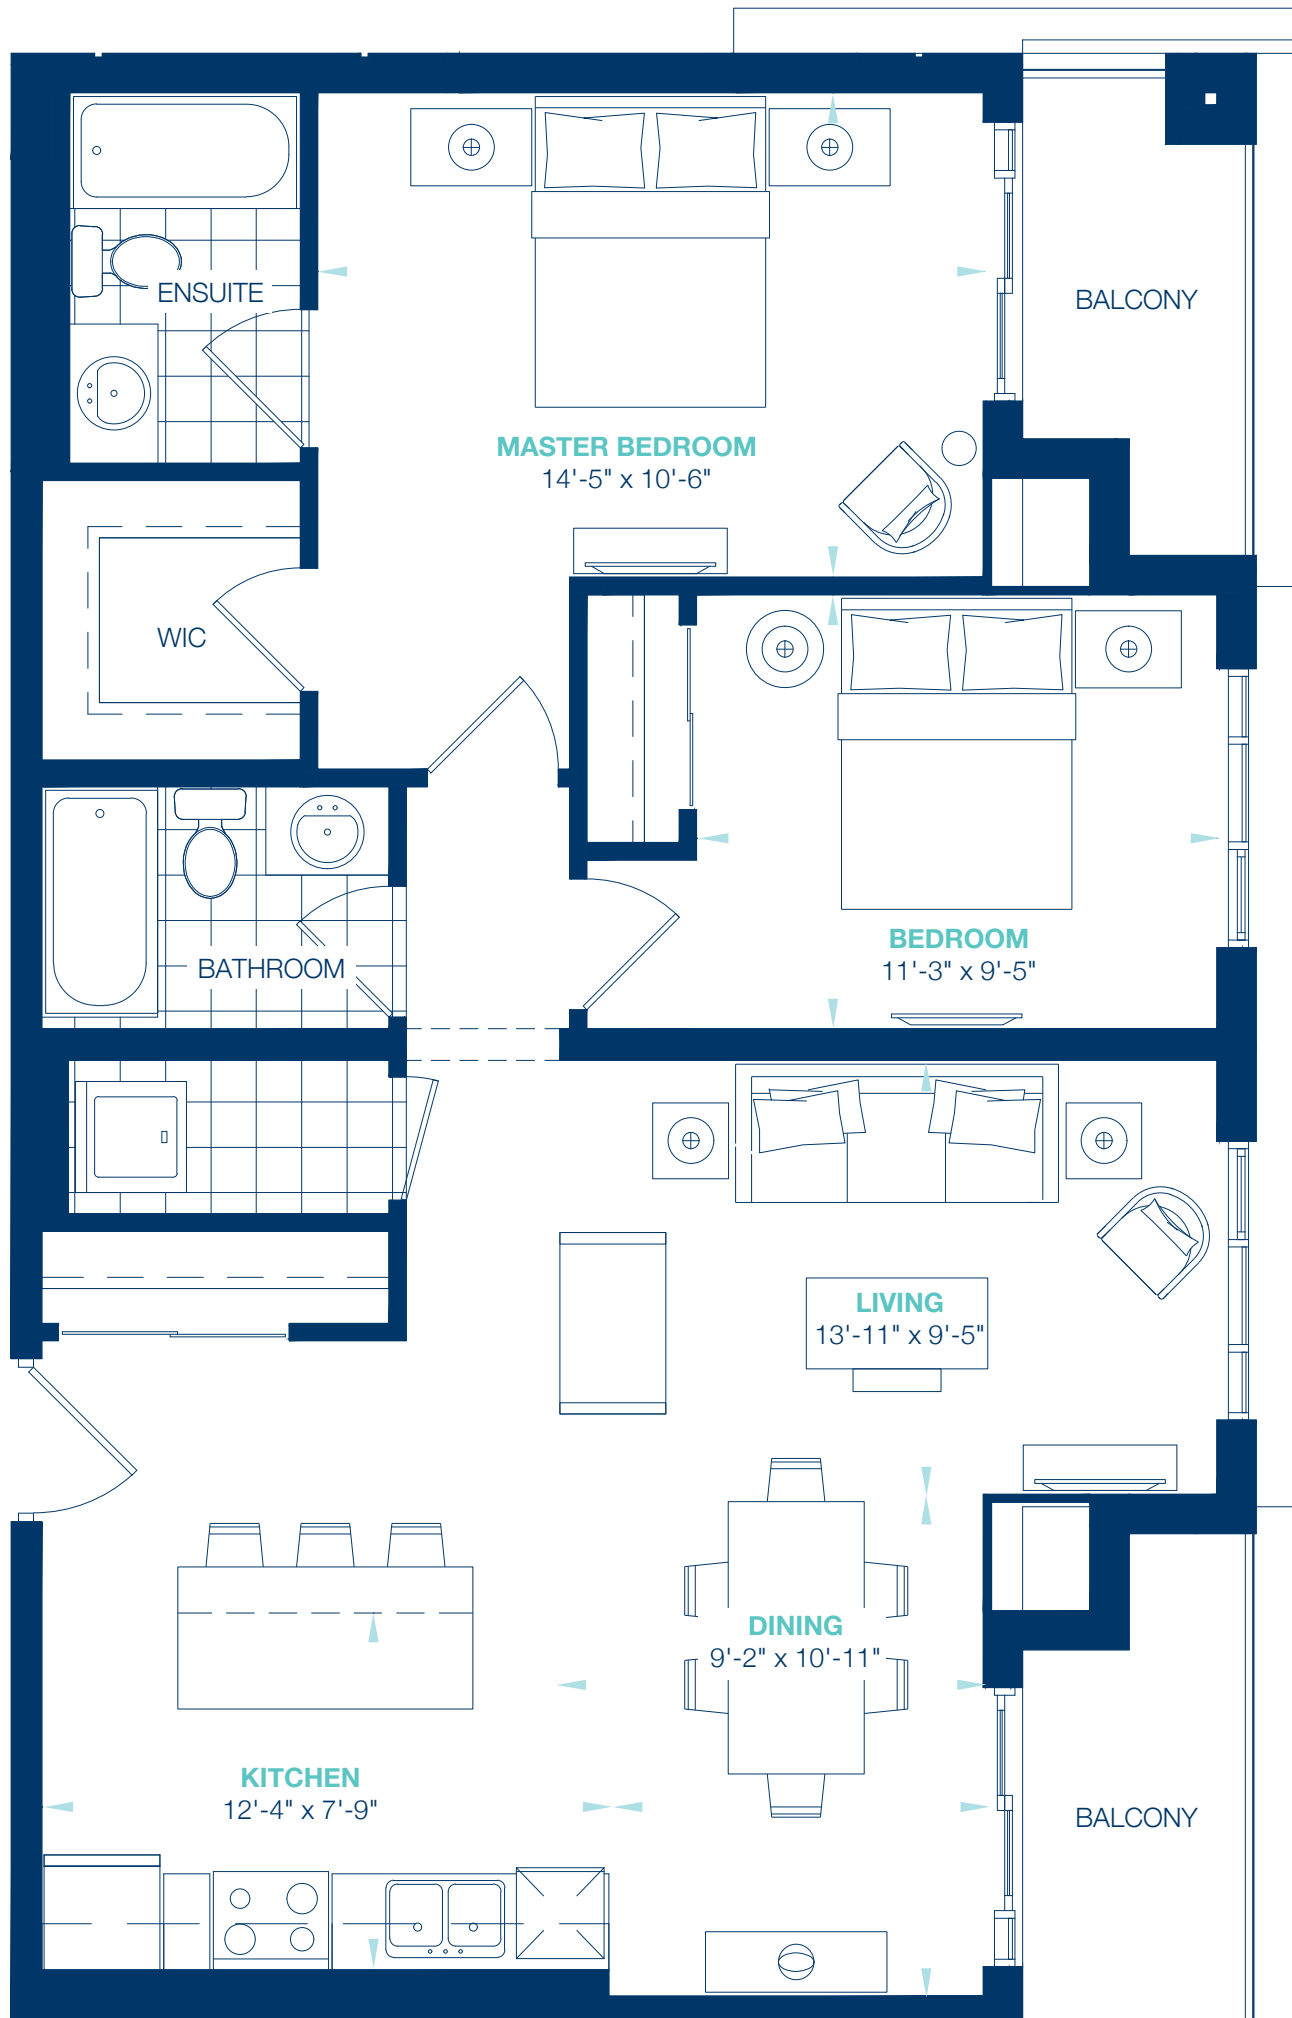 ENSUITE
BALCONY
MASTER BEDROOM
14'-5" x 10'-6"
WIC
BEDROOM
11'-3" x 9'-5"
BATHROOM
LIVING
13'-11" x 9'-5"
DINING
9'-2" x 10'-11"
KITCHEN
12'-4" x 7'-9"
BALCONY